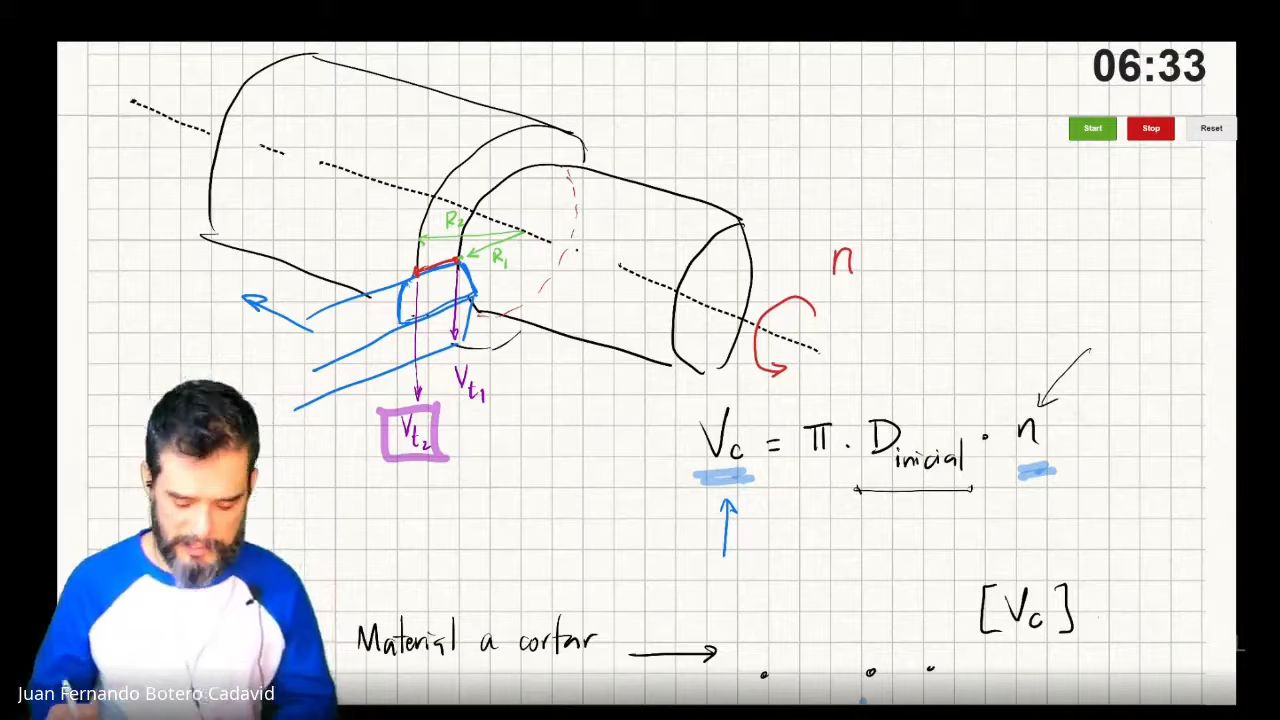 06:33
Start Stop Reset
R₂
R₁
n
Vt₁
Vt₂
Vc = π · Dinicial · n
[Vc]
Material a cortar
Juan Fernando Botero Cadavid